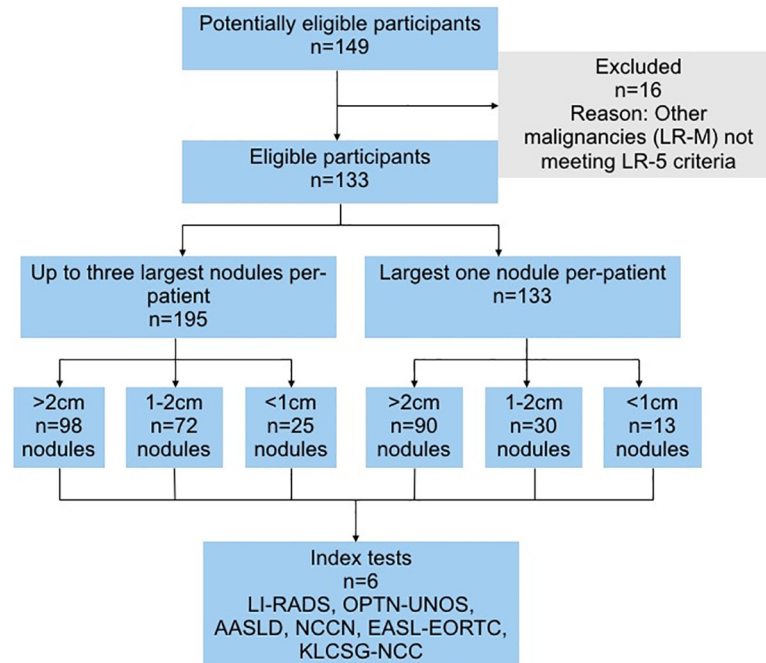 Potentially eligible participants
n=149
Excluded
n=16
Reason: Other
malignancies (LR-M) not
meeting LR-5 criteria
Eligible participants
n=133
Up to three largest nodules per-
patient
n=195
Largest one nodule per-patient
n=133
>2cm
n=98
nodules
1-2cm
n=72
nodules
<1cm
n=25
nodules
>2cm
n=90
nodules
1-2cm
n=30
nodules
<1cm
n=13
nodules
Index tests
n=6
LI-RADS, OPTN-UNOS,
AASLD, NCCN, EASL-EORTC,
KLCSG-NCC